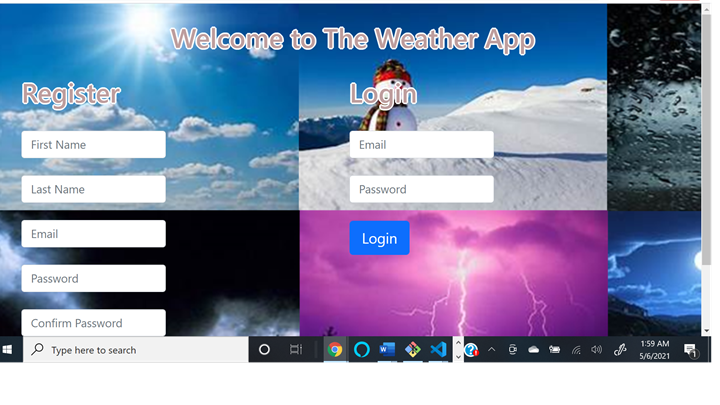 Welcome to The Weather App
Register
First Name
Last Name
Email
Password
Confirm Password
Login
Email
Password
Login
Type here to search
1:59 AM
5/6/2021
1